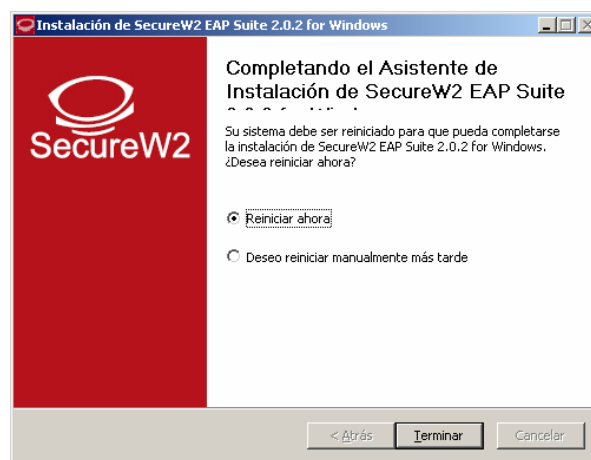 Instalación de SecureW2 EAP Suite 2.0.2 for Windows
SecureW2
Completando el Asistente de
Instalación de SecureW2 EAP Suite
Su sistema debe ser reiniciado para que pueda completarse
la instalación de SecureW2 EAP Suite 2.0.2 for Windows.
¿Desea reiniciar ahora?
Reiniciar ahora
Deseo reiniciar manualmente más tarde
< Atrás
Terminar
Cancelar